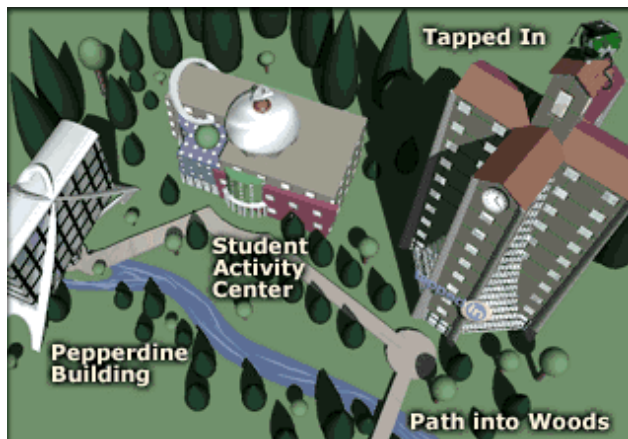 Tapped In
Student
Activity
Center
Pepperdine
Building
Path into Woods